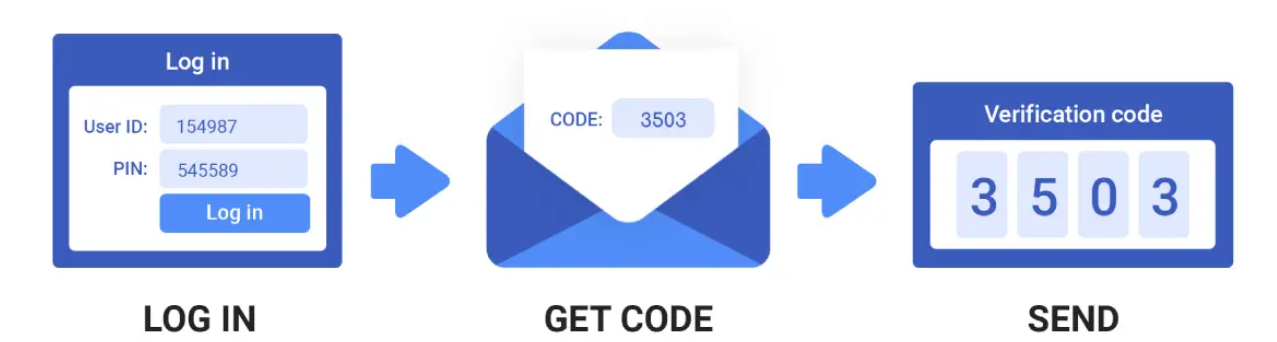 Log in
User ID: 154987
PIN: 545589
Log in
LOG IN
CODE: 3503
GET CODE
Verification code
3 5 0 3
SEND